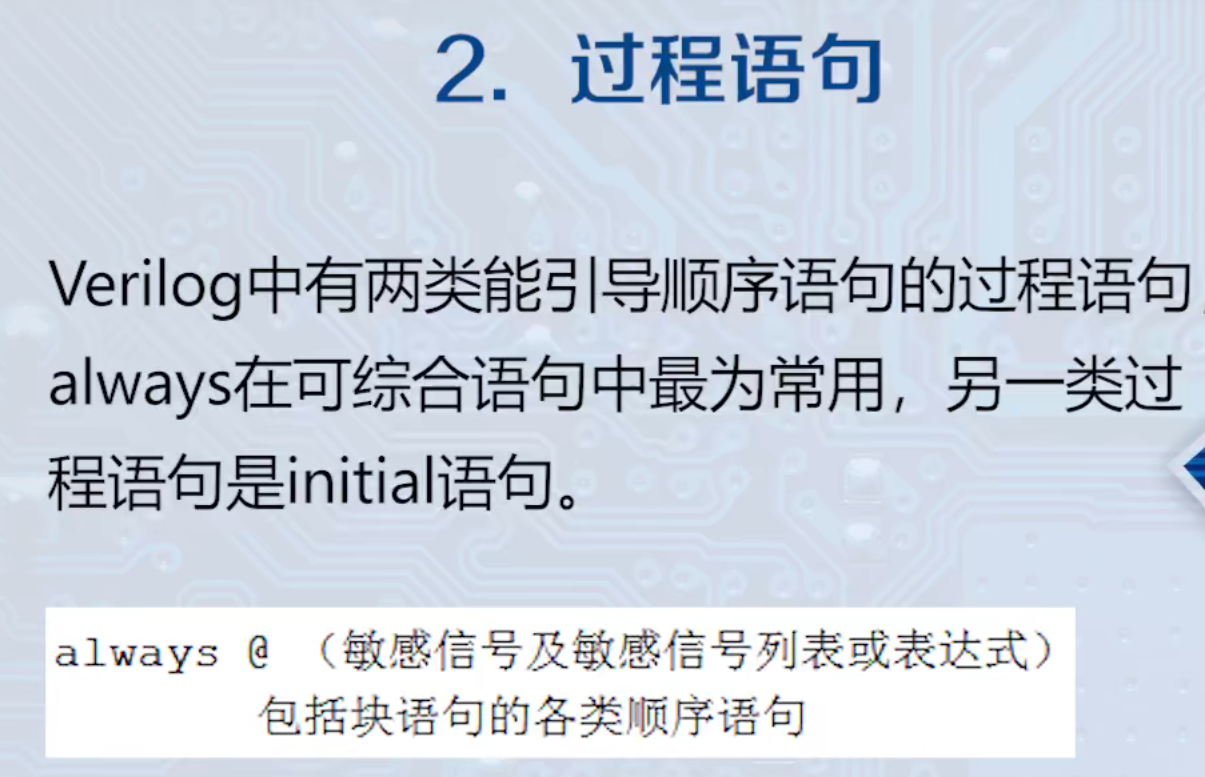 2. 过程语句
Verilog中有两类能引导顺序语句的过程语句,
always在可综合语句中最为常用，另一类过
程语句是initial语句。
always @ （敏感信号及敏感信号列表或表达式）
包括块语句的各类顺序语句